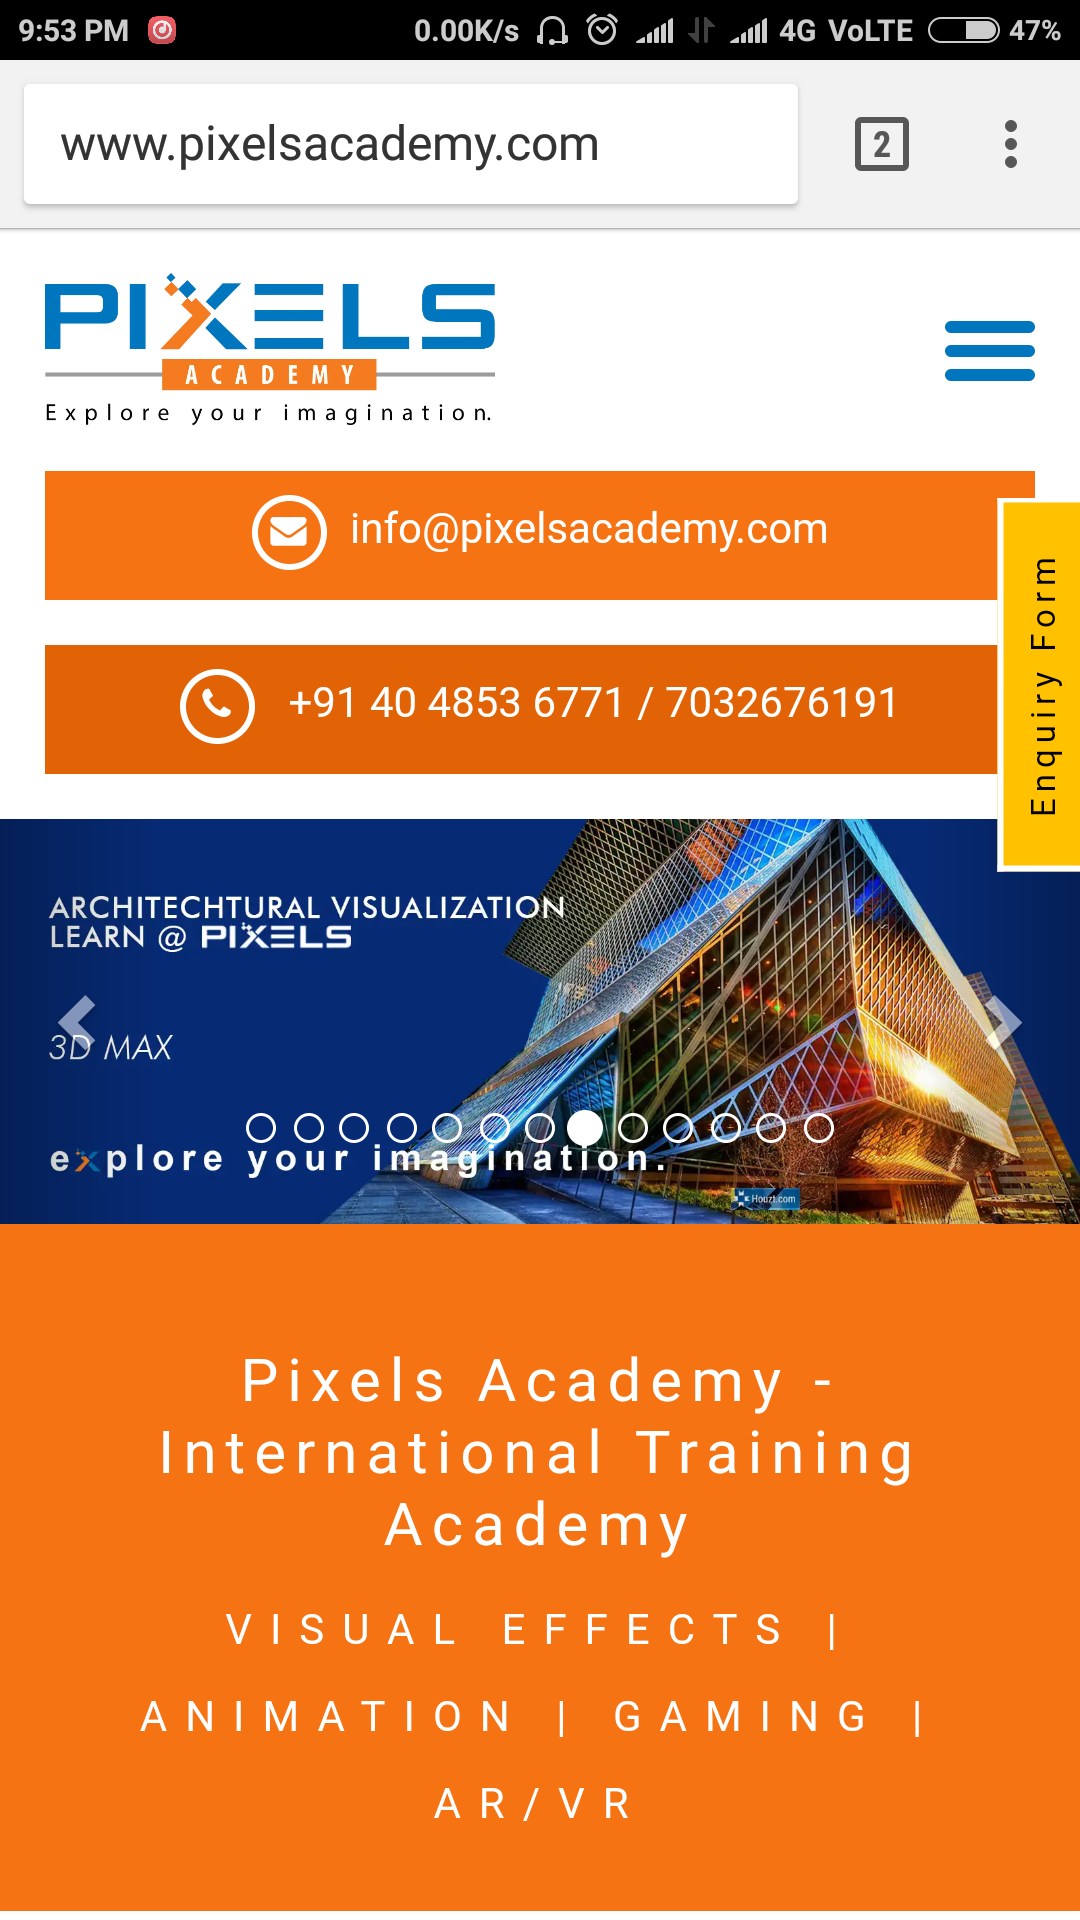 9:53 PM 0.00K/s 4G VoLTE 47%
www.pixelsacademy.com 2
PIXELS
ACADEMY
Explore your imagination.
info@pixelsacademy.com
+91 40 4853 6771 / 7032676191
Enquiry Form
ARCHITECHTURAL VISUALIZATION
LEARN @ PIXELS
3D MAX
explore your imagination.
Houzt.com
Pixels Academy -
International Training
Academy
VISUAL EFFECTS |
ANIMATION | GAMING |
AR/VR